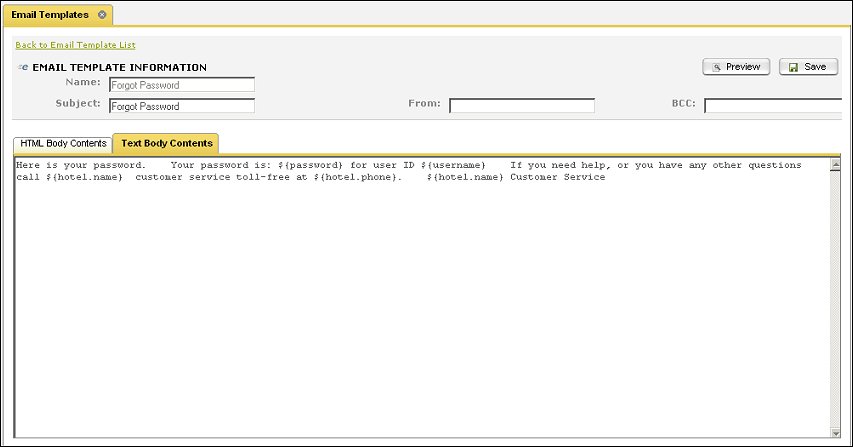 Email Templates
Back to Email Template List
EMAIL TEMPLATE INFORMATION
Preview
Save
Name: Forgot Password
Subject: Forgot Password From: BCC:
HTML Body Contents Text Body Contents
Here is your password. Your password is: ${password} for user ID ${username} If you need help, or you have any other questions
call ${hotel.name} customer service toll-free at ${hotel.phone}. ${hotel.name} Customer Service